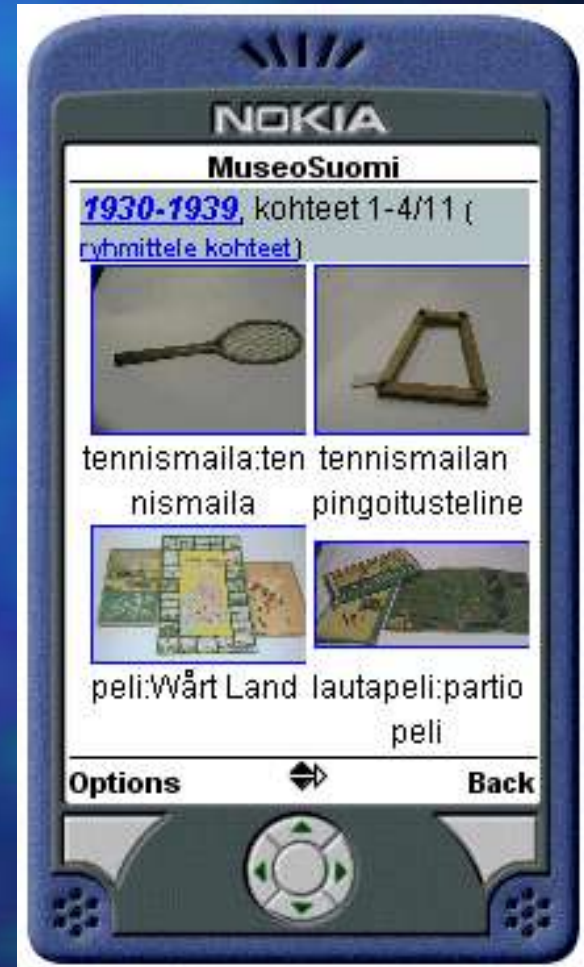 NOKIA
MuseoSuomi
1930-1939, kohteet 1-4/11 (
ryhmittele kohteet)
tennismaila:ten
nismaila
tennismailan
pingoitusteline
peli:Wårt Land
lautapeli:partio
peli
Options
Back